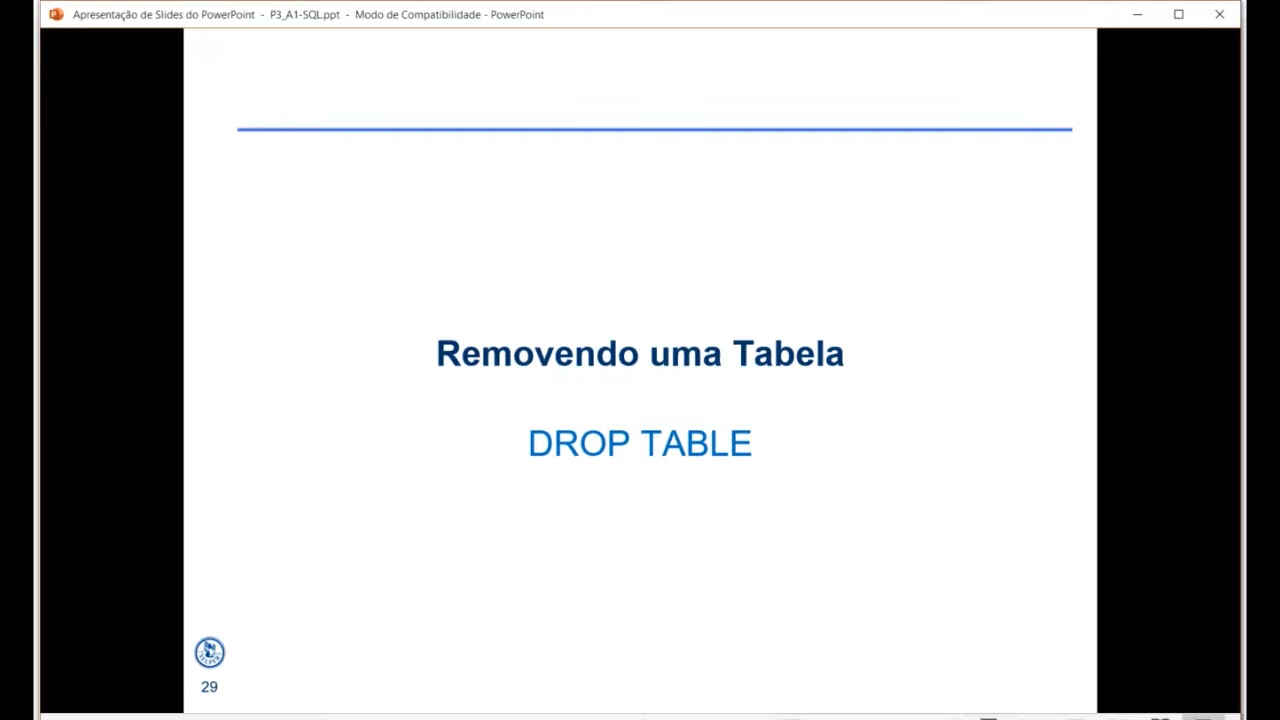 Apresentação de Slides do PowerPoint - P3_A1-SQL.ppt - Modo de Compatibilidade - PowerPoint
Removendo uma Tabela
DROP TABLE
29